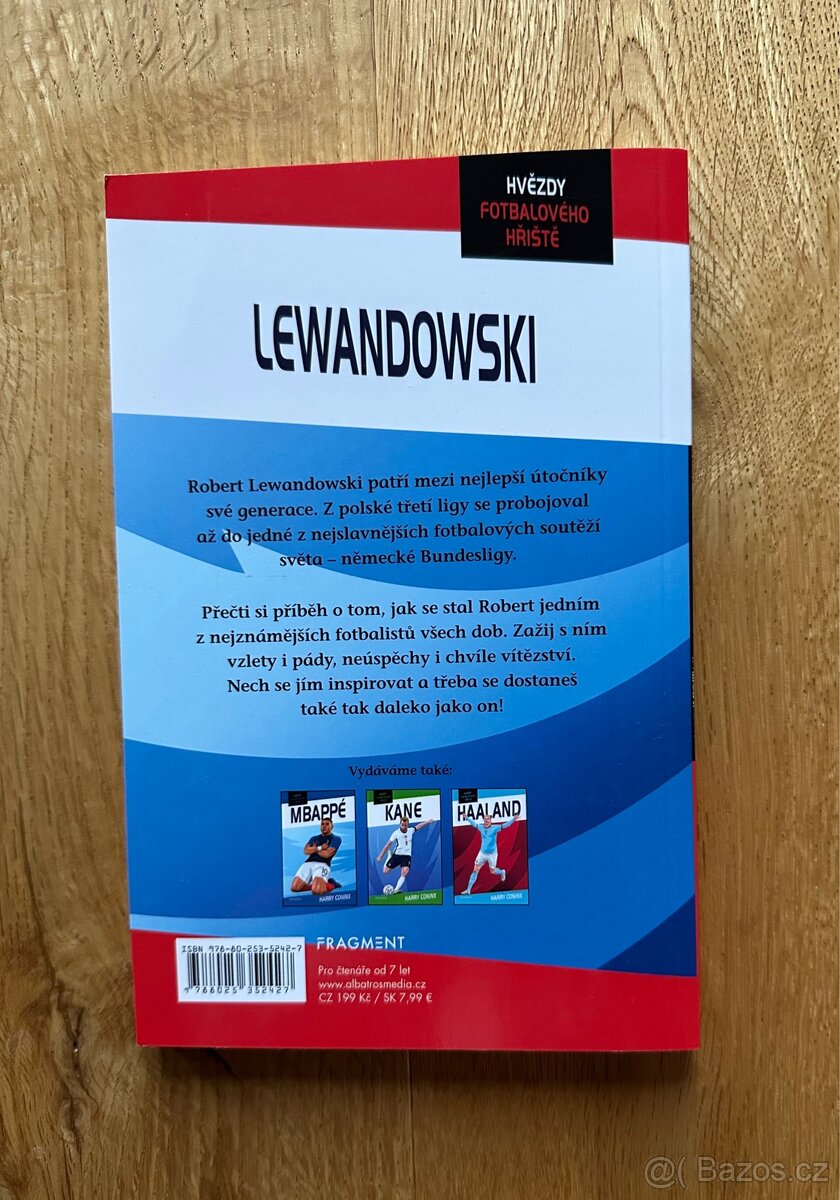 HVĚZDY
FOTBALOVÉHO
HŘIŠTĚ
LEWANDOWSKI
Robert Lewandowski patří mezi nejlepší útočníky
své generace. Z polské třetí ligy se probojoval
až do jedné z nejslavnějších fotbalových soutěží
světa – německé Bundesligy.
Přečti si příběh o tom, jak se stal Robert jedním
z nejznámějších fotbalistů všech dob. Zažij s ním
vzlety i pády, neúspěchy i chvíle vítězství.
Nech se jím inspirovat a třeba se dostaneš
také tak daleko jako on!
Vydáváme také:
MBAPPÉ
KANE
HAALAND
HARRY CONINX
HARRY CONINX
HARRY CONINX
ISBN 978-80-253-5242-7
9 788025 352427
FRAGMENT
Pro čtenáře od 7 let
www.albatrosmedia.cz
CZ 199 Kč / SK 7,99 €
@( Bazos.cz